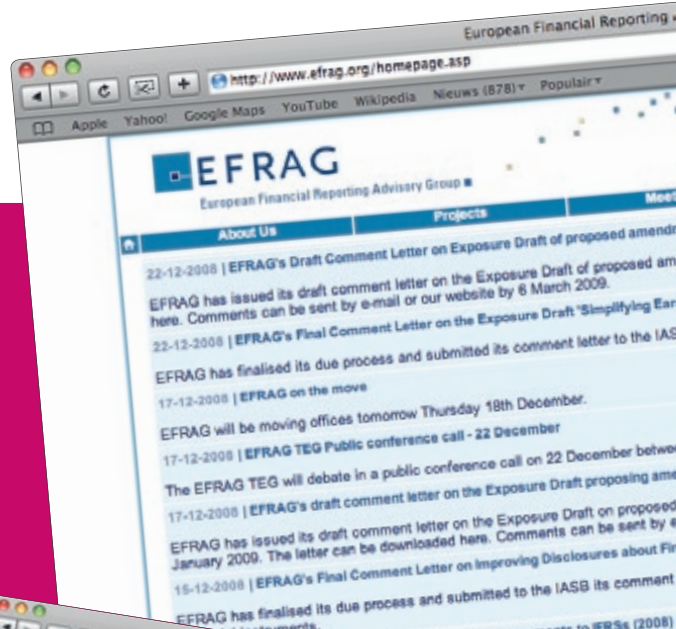 European Financial Reporting
http://www.efrag.org/homepage.asp
Apple Yahoo! Google Maps YouTube Wikipedia Nieuws (878) Populair
EFRAG
European Financial Reporting Advisory Group
About Us Projects
22-12-2008 | EFRAG's Draft Comment Letter on Exposure Draft of proposed
EFRAG has issued its draft comment letter on the Exposure Draft of proposed
here. Comments can be sent by e-mail or our website by 6 March 2009.
22-12-2008 | EFRAG's Final Comment Letter on the Exposure Draft 'Simplifying
EFRAG has finalised its due process and submitted its comment letter to the
17-12-2008 | EFRAG on the move
EFRAG will be moving offices tomorrow Thursday 18th December.
17-12-2008 | EFRAG TEG Public conference call - 22 December
The EFRAG TEG will debate in a public conference call on 22 December
17-12-2008 | EFRAG's draft comment letter on the Exposure Draft proposing
EFRAG has issued its draft comment letter on the Exposure Draft on proposed
January 2009. The letter can be downloaded here. Comments can be sent by
15-12-2008 | EFRAG's Final Comment Letter on Improving Disclosures about
EFRAG has finalised its due process and submitted to the IASB its comment
to IFRSs (2008)